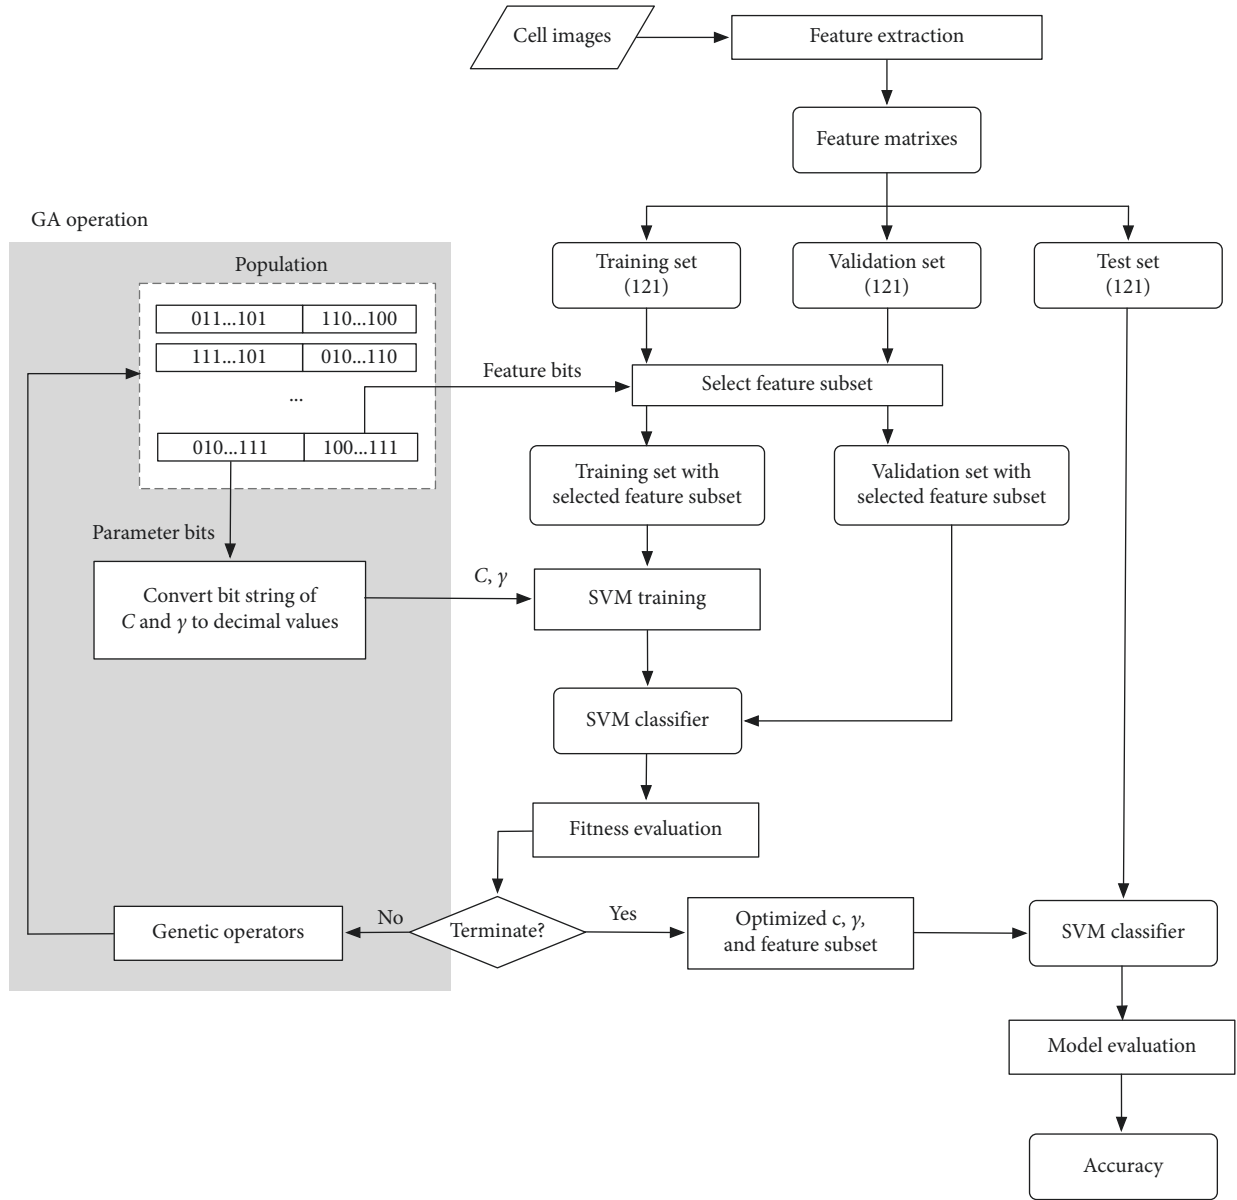 Cell images
Feature extraction
Feature matrixes
GA operation
Population
011...101 110...100
111...101 010...110
...
010...111 100...111
Training set
(121)
Validation set
(121)
Test set
(121)
Feature bits
Select feature subset
Training set with
selected feature subset
Validation set with
selected feature subset
Parameter bits
Convert bit string of
C and γ to decimal values
C, γ
SVM training
SVM classifier
Fitness evaluation
Terminate?
No
Genetic operators
Yes
Optimized c, γ,
and feature subset
SVM classifier
Model evaluation
Accuracy